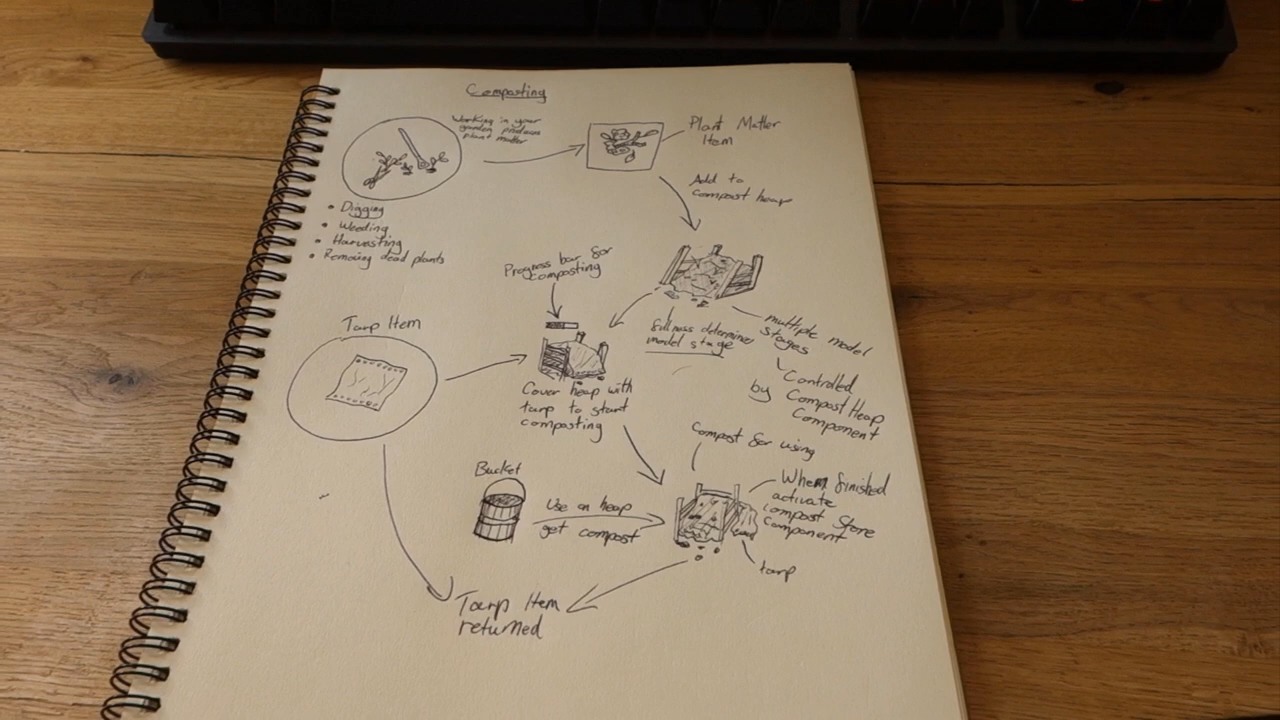 Composting
Working in your
garden produces
plant matter
Plant Matter
Item
Add to
compost heap
• Digging
• Weeding
• Harvesting
• Removing dead plants
Progress bar for
composting
Tarp Item
fullness determines
model stage
multiple model
stages
Controlled
by Compost Heap
Component
Cover heap with
tarp to start
composting
Compost for using
Bucket
Use on heap
get compost
When finished
activate
Compost Store
Component
tarp
Tarp Item
returned